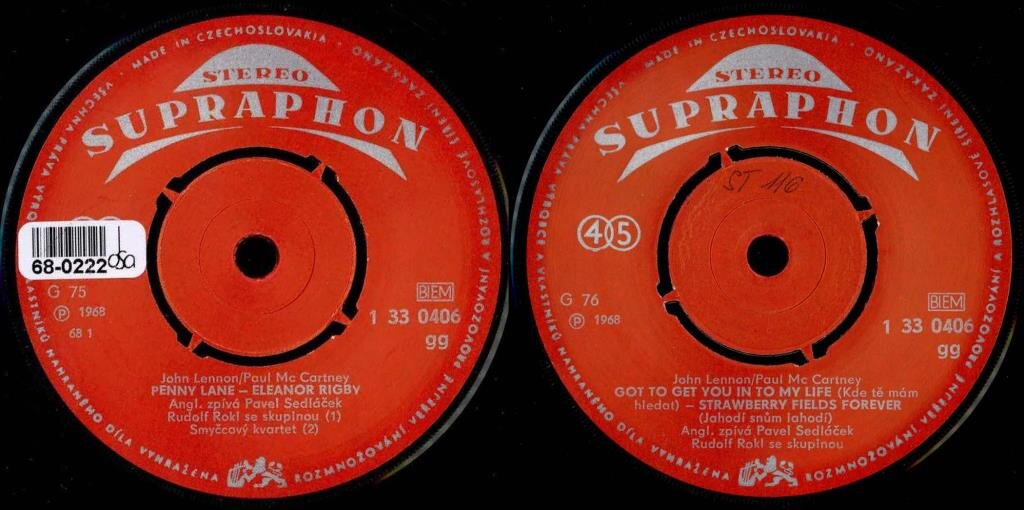 VŠECHNA PRÁVA VÝROBCE A VLASTNÍKŮ NAHRANÉHO DÍLA VYHRAŽENA
MADE IN CZECHOSLOVAKIA
ROZMNOŽOVÁNÍ VEŘEJNÉ PROVOZOVÁNÍ V JN. A ROZHLASOVÉ ŠÍŘENÍ ZAKÁZÁNO
STEREO
SUPRAPHON
68-0222 osa
G 75
℗ 1968
68 1
BIEM
1 33 0406
gg
John Lennon/Paul Mc Cartney
PENNY LANE – ELEANOR RIGBY
Angl. zpívá Pavel Sedláček
Rudolf Rokl se skupinou (1)
Smyčcový kvartet (2)
VŠECHNA PRÁVA VÝROBCE A VLASTNÍKŮ NAHRANÉHO DÍLA VYHRAŽENA
MADE IN CZECHOSLOVAKIA
ROZMNOŽOVÁNÍ VEŘEJNÉ PROVOZOVÁNÍ V JN. A ROZHLASOVÉ ŠÍŘENÍ ZAKÁZÁNO
STEREO
SUPRAPHON
ST 116
45
G 76
℗ 1968
BIEM
1 33 0406
gg
John Lennon/Paul Mc Cartney
GOT TO GET YOU IN TO MY LIFE (Kde tě mám
hledat) – STRAWBERRY FIELDS FOREVER
(Jahodí snům lahodí)
Angl. zpívá Pavel Sedláček
Rudolf Rokl se skupinou